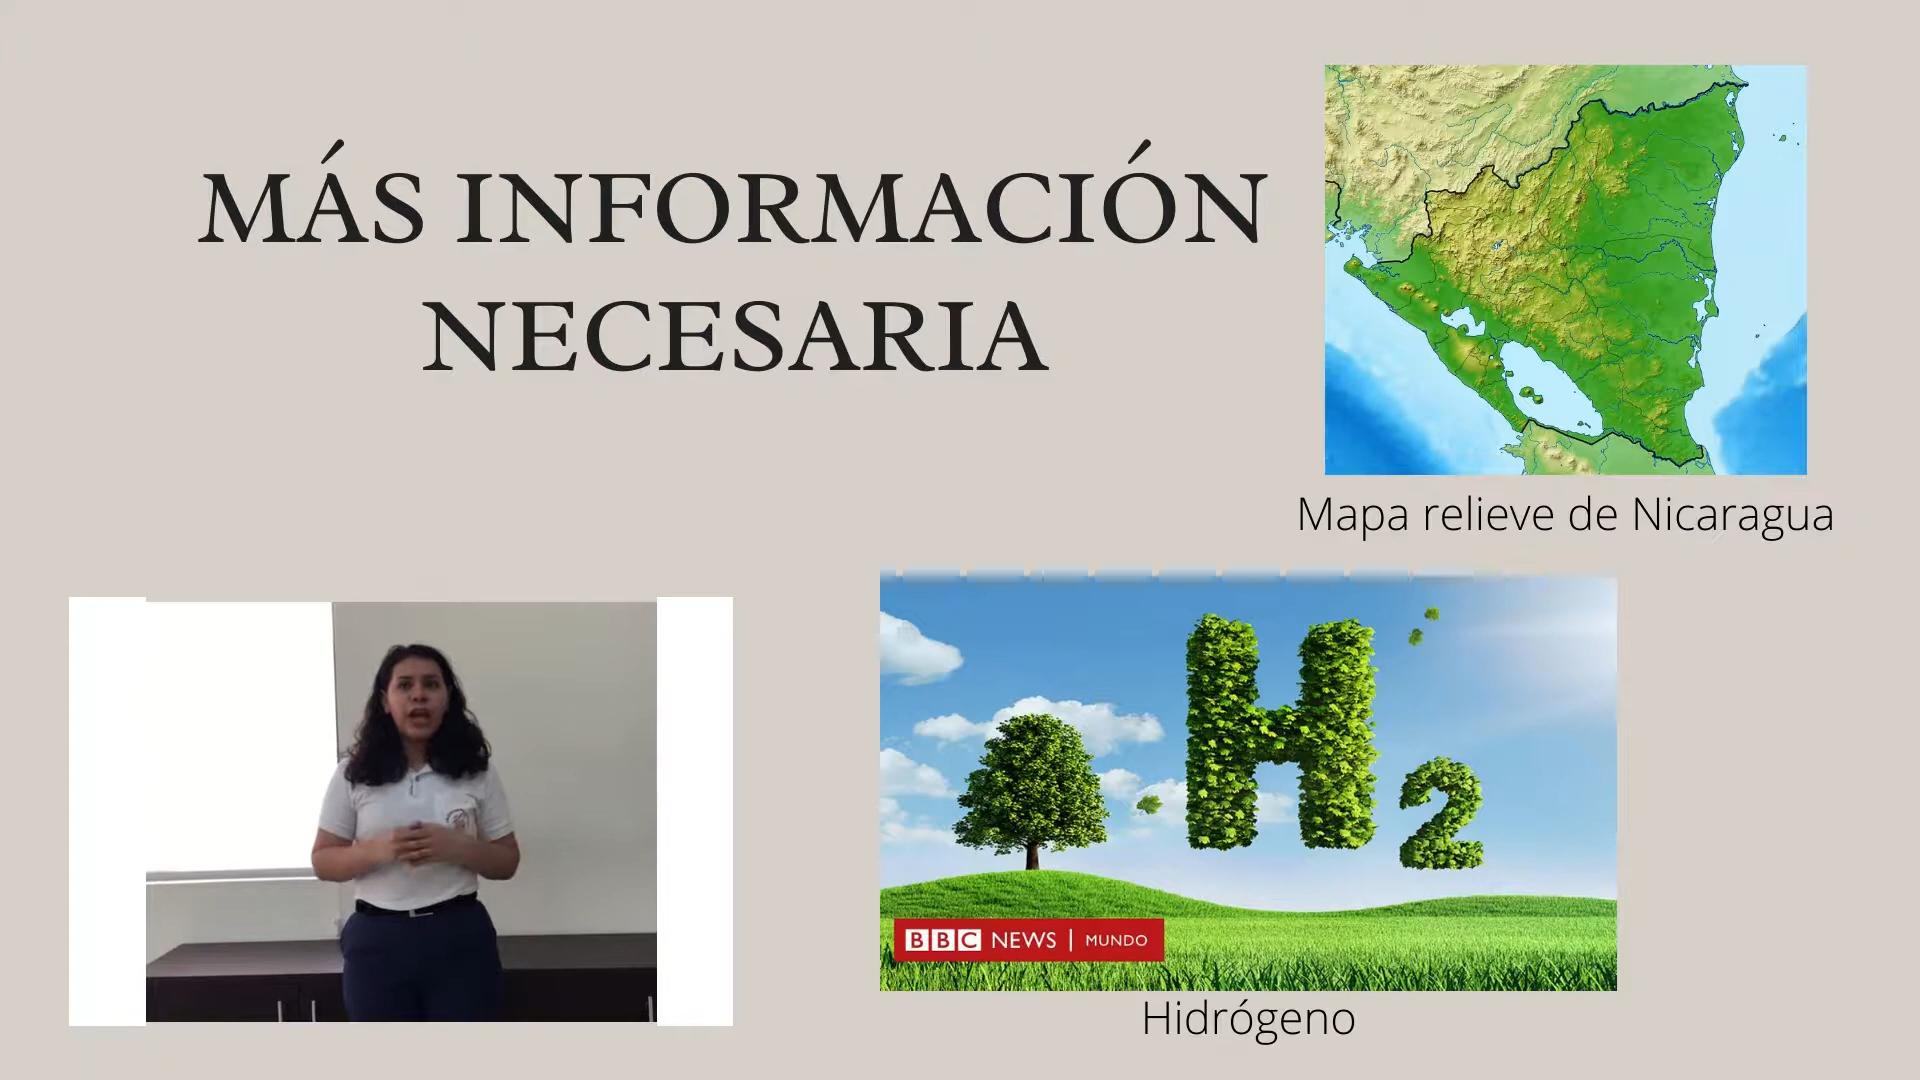 MÁS INFORMACIÓN
NECESARIA
Mapa relieve de Nicaragua
H2
BBC NEWS | MUNDO
Hidrógeno